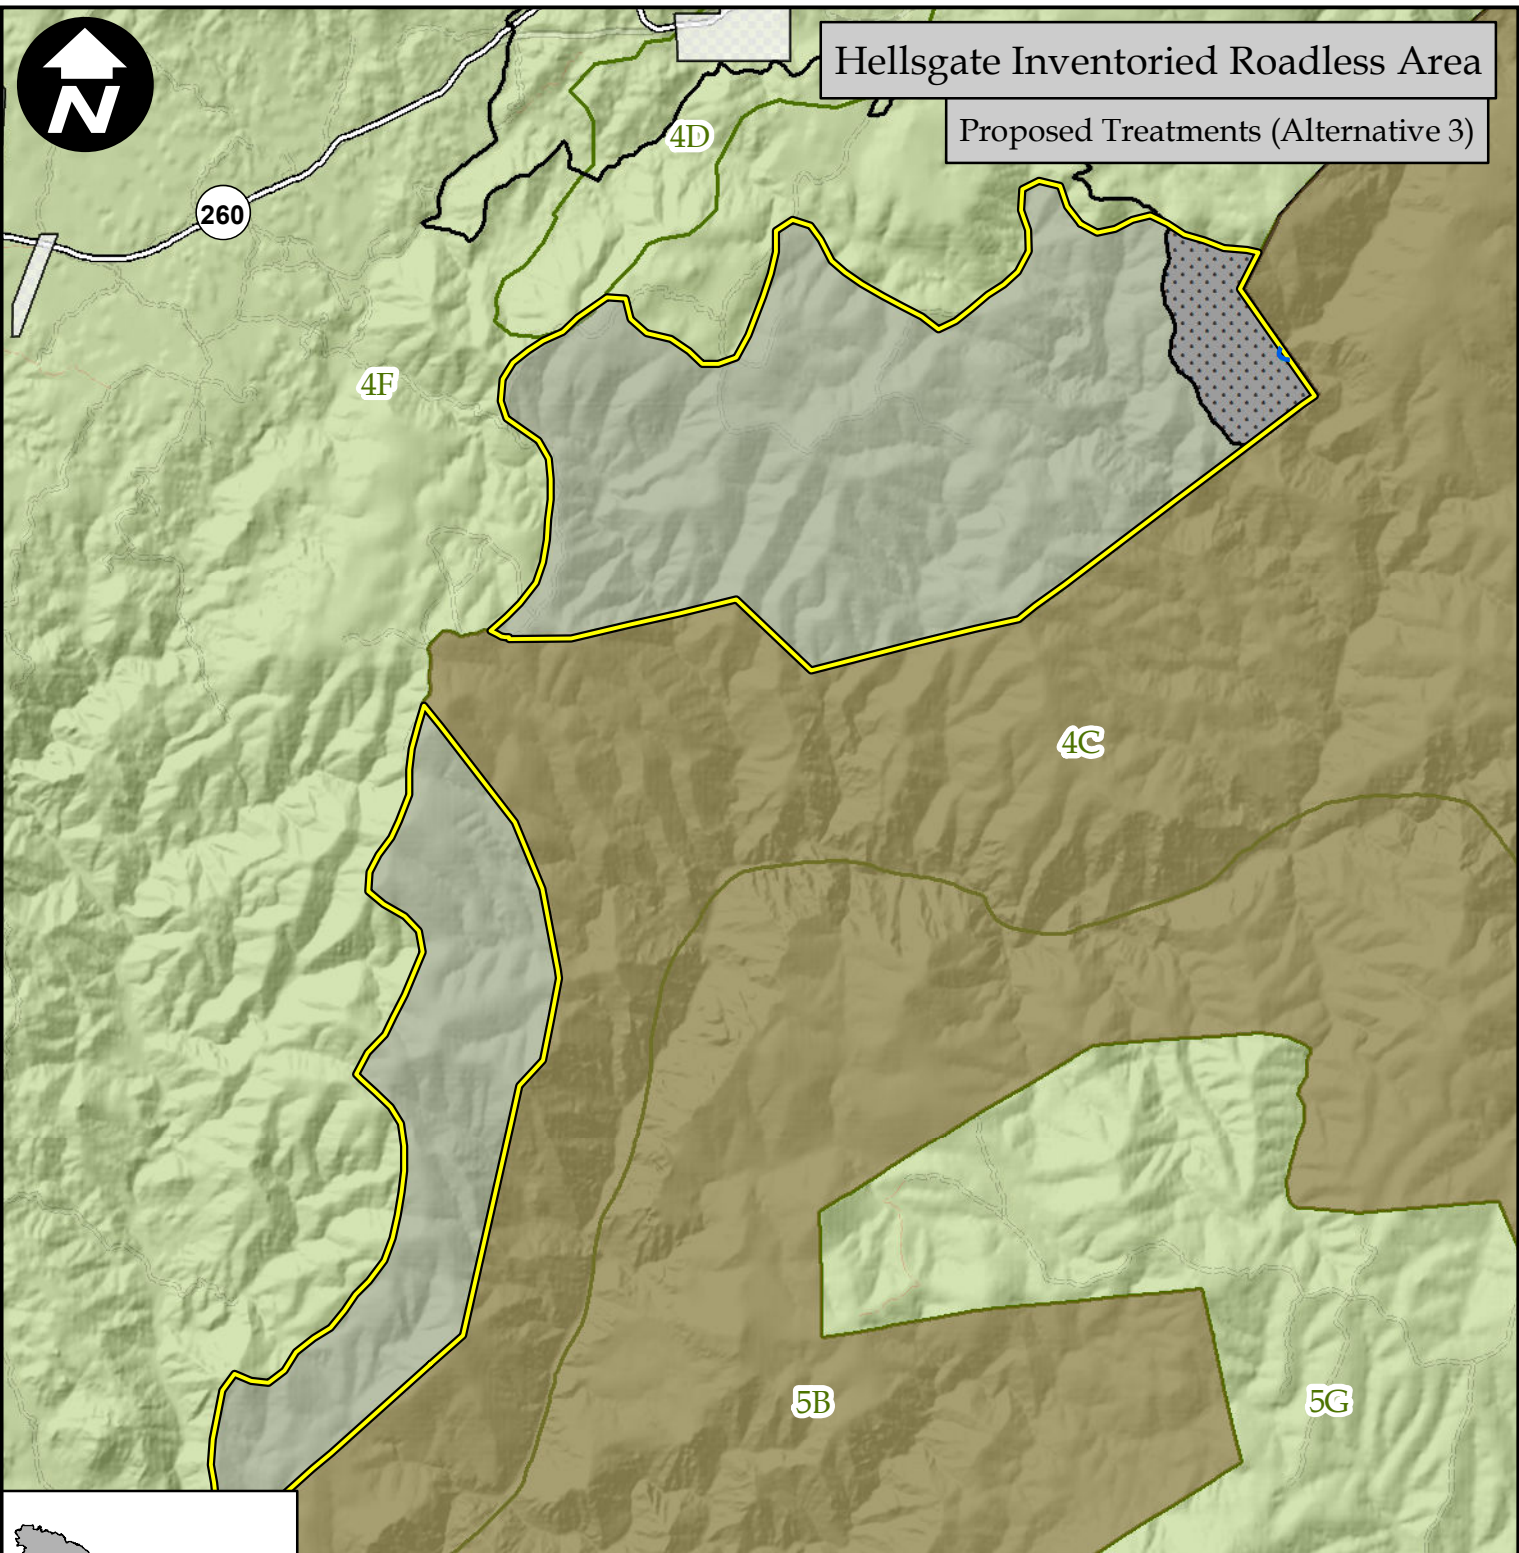 Hellsgate Inventoried Roadless Area
Proposed Treatments (Alternative 3)
N
4D
260
4F
4C
5B
5G